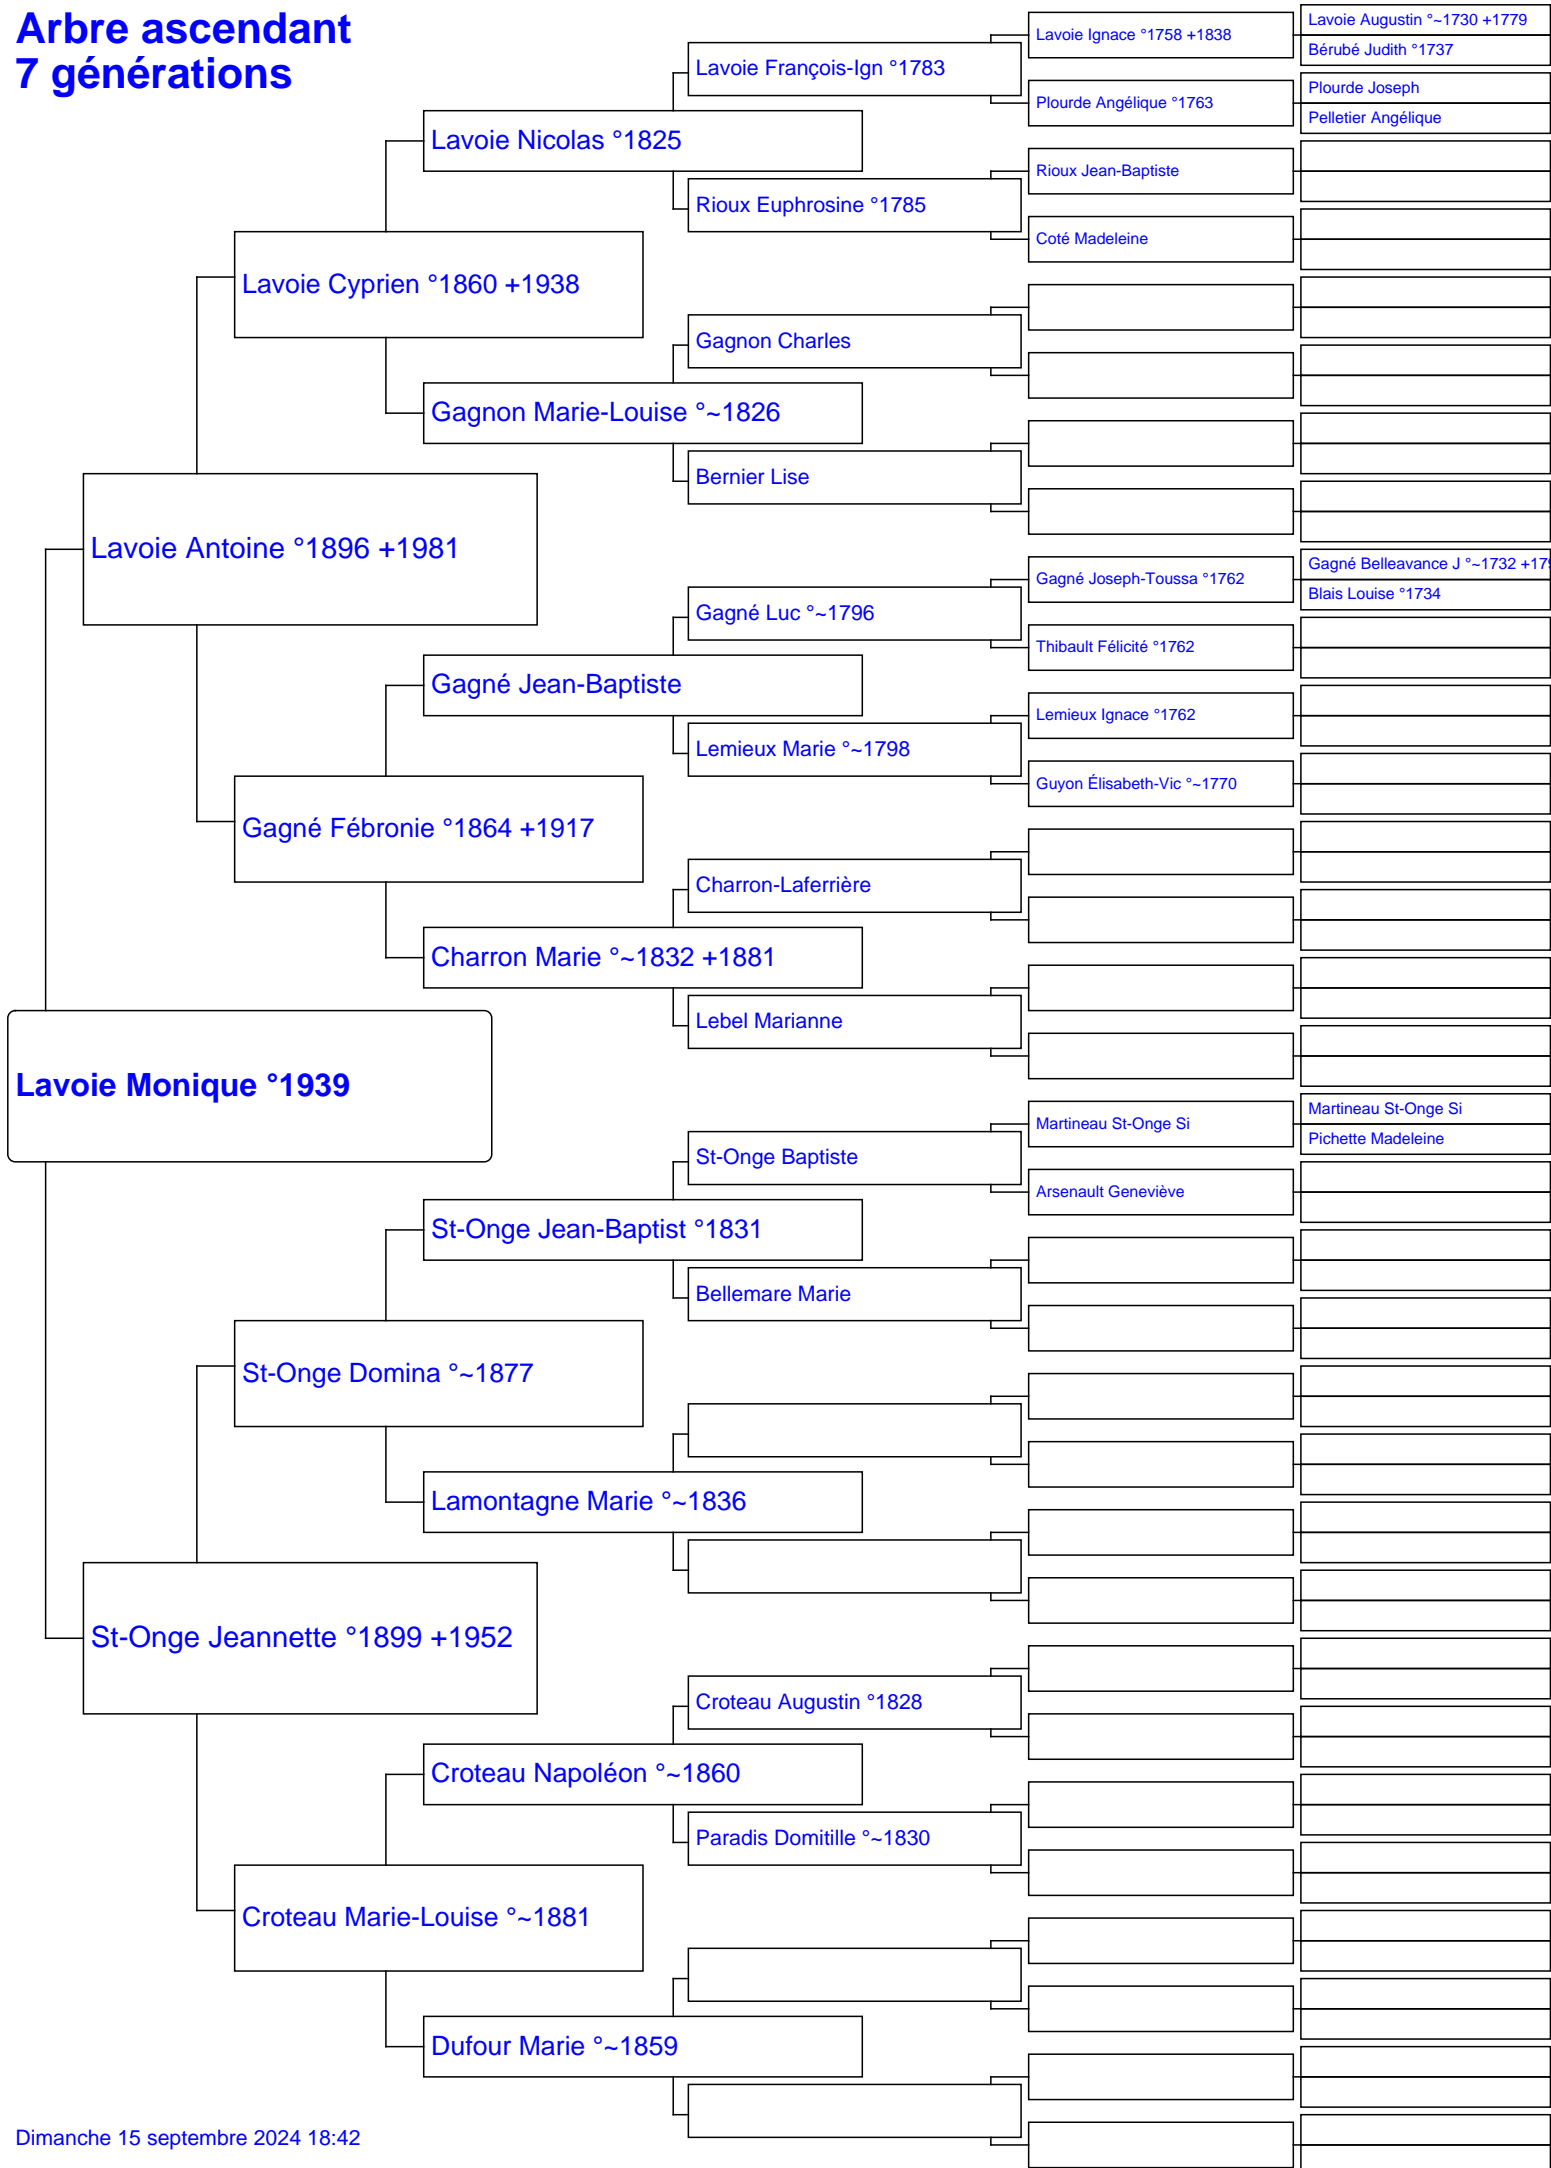 Arbre ascendant
7 générations
Lavoie Monique °1939
Lavoie Antoine °1896 +1981
St-Onge Jeannette °1899 +1952
Lavoie Cyprien °1860 +1938
Gagné Fébronie °1864 +1917
St-Onge Domina °~1877
Croteau Marie-Louise °~1881
Lavoie Nicolas °1825
Gagnon Marie-Louise °~1826
Gagné Jean-Baptiste
Charron Marie °~1832 +1881
St-Onge Jean-Baptist °1831
Lamontagne Marie °~1836
Croteau Napoléon °~1860
Dufour Marie °~1859
Lavoie François-Ign °1783
Rioux Euphrosine °1785
Gagnon Charles
Bernier Lise
Gagné Luc °~1796
Lemieux Marie °~1798
Charron-Laferrière
Lebel Marianne
St-Onge Baptiste
Bellemare Marie
Croteau Augustin °1828
Paradis Domitille °~1830
Lavoie Ignace °1758 +1838
Plourde Angélique °1763
Rioux Jean-Baptiste
Coté Madeleine
Gagné Joseph-Toussa °1762
Thibault Félicité °1762
Lemieux Ignace °1762
Guyon Élisabeth-Vic °~1770
Martineau St-Onge Si
Arsenault Geneviève
Lavoie Augustin °~1730 +1779
Bérubé Judith °1737
Plourde Joseph
Pelletier Angélique
Gagné Belleavance J °~1732
Blais Louise °1734
Martineau St-Onge Si
Pichette Madeleine
Dimanche 15 septembre 2024 18:42